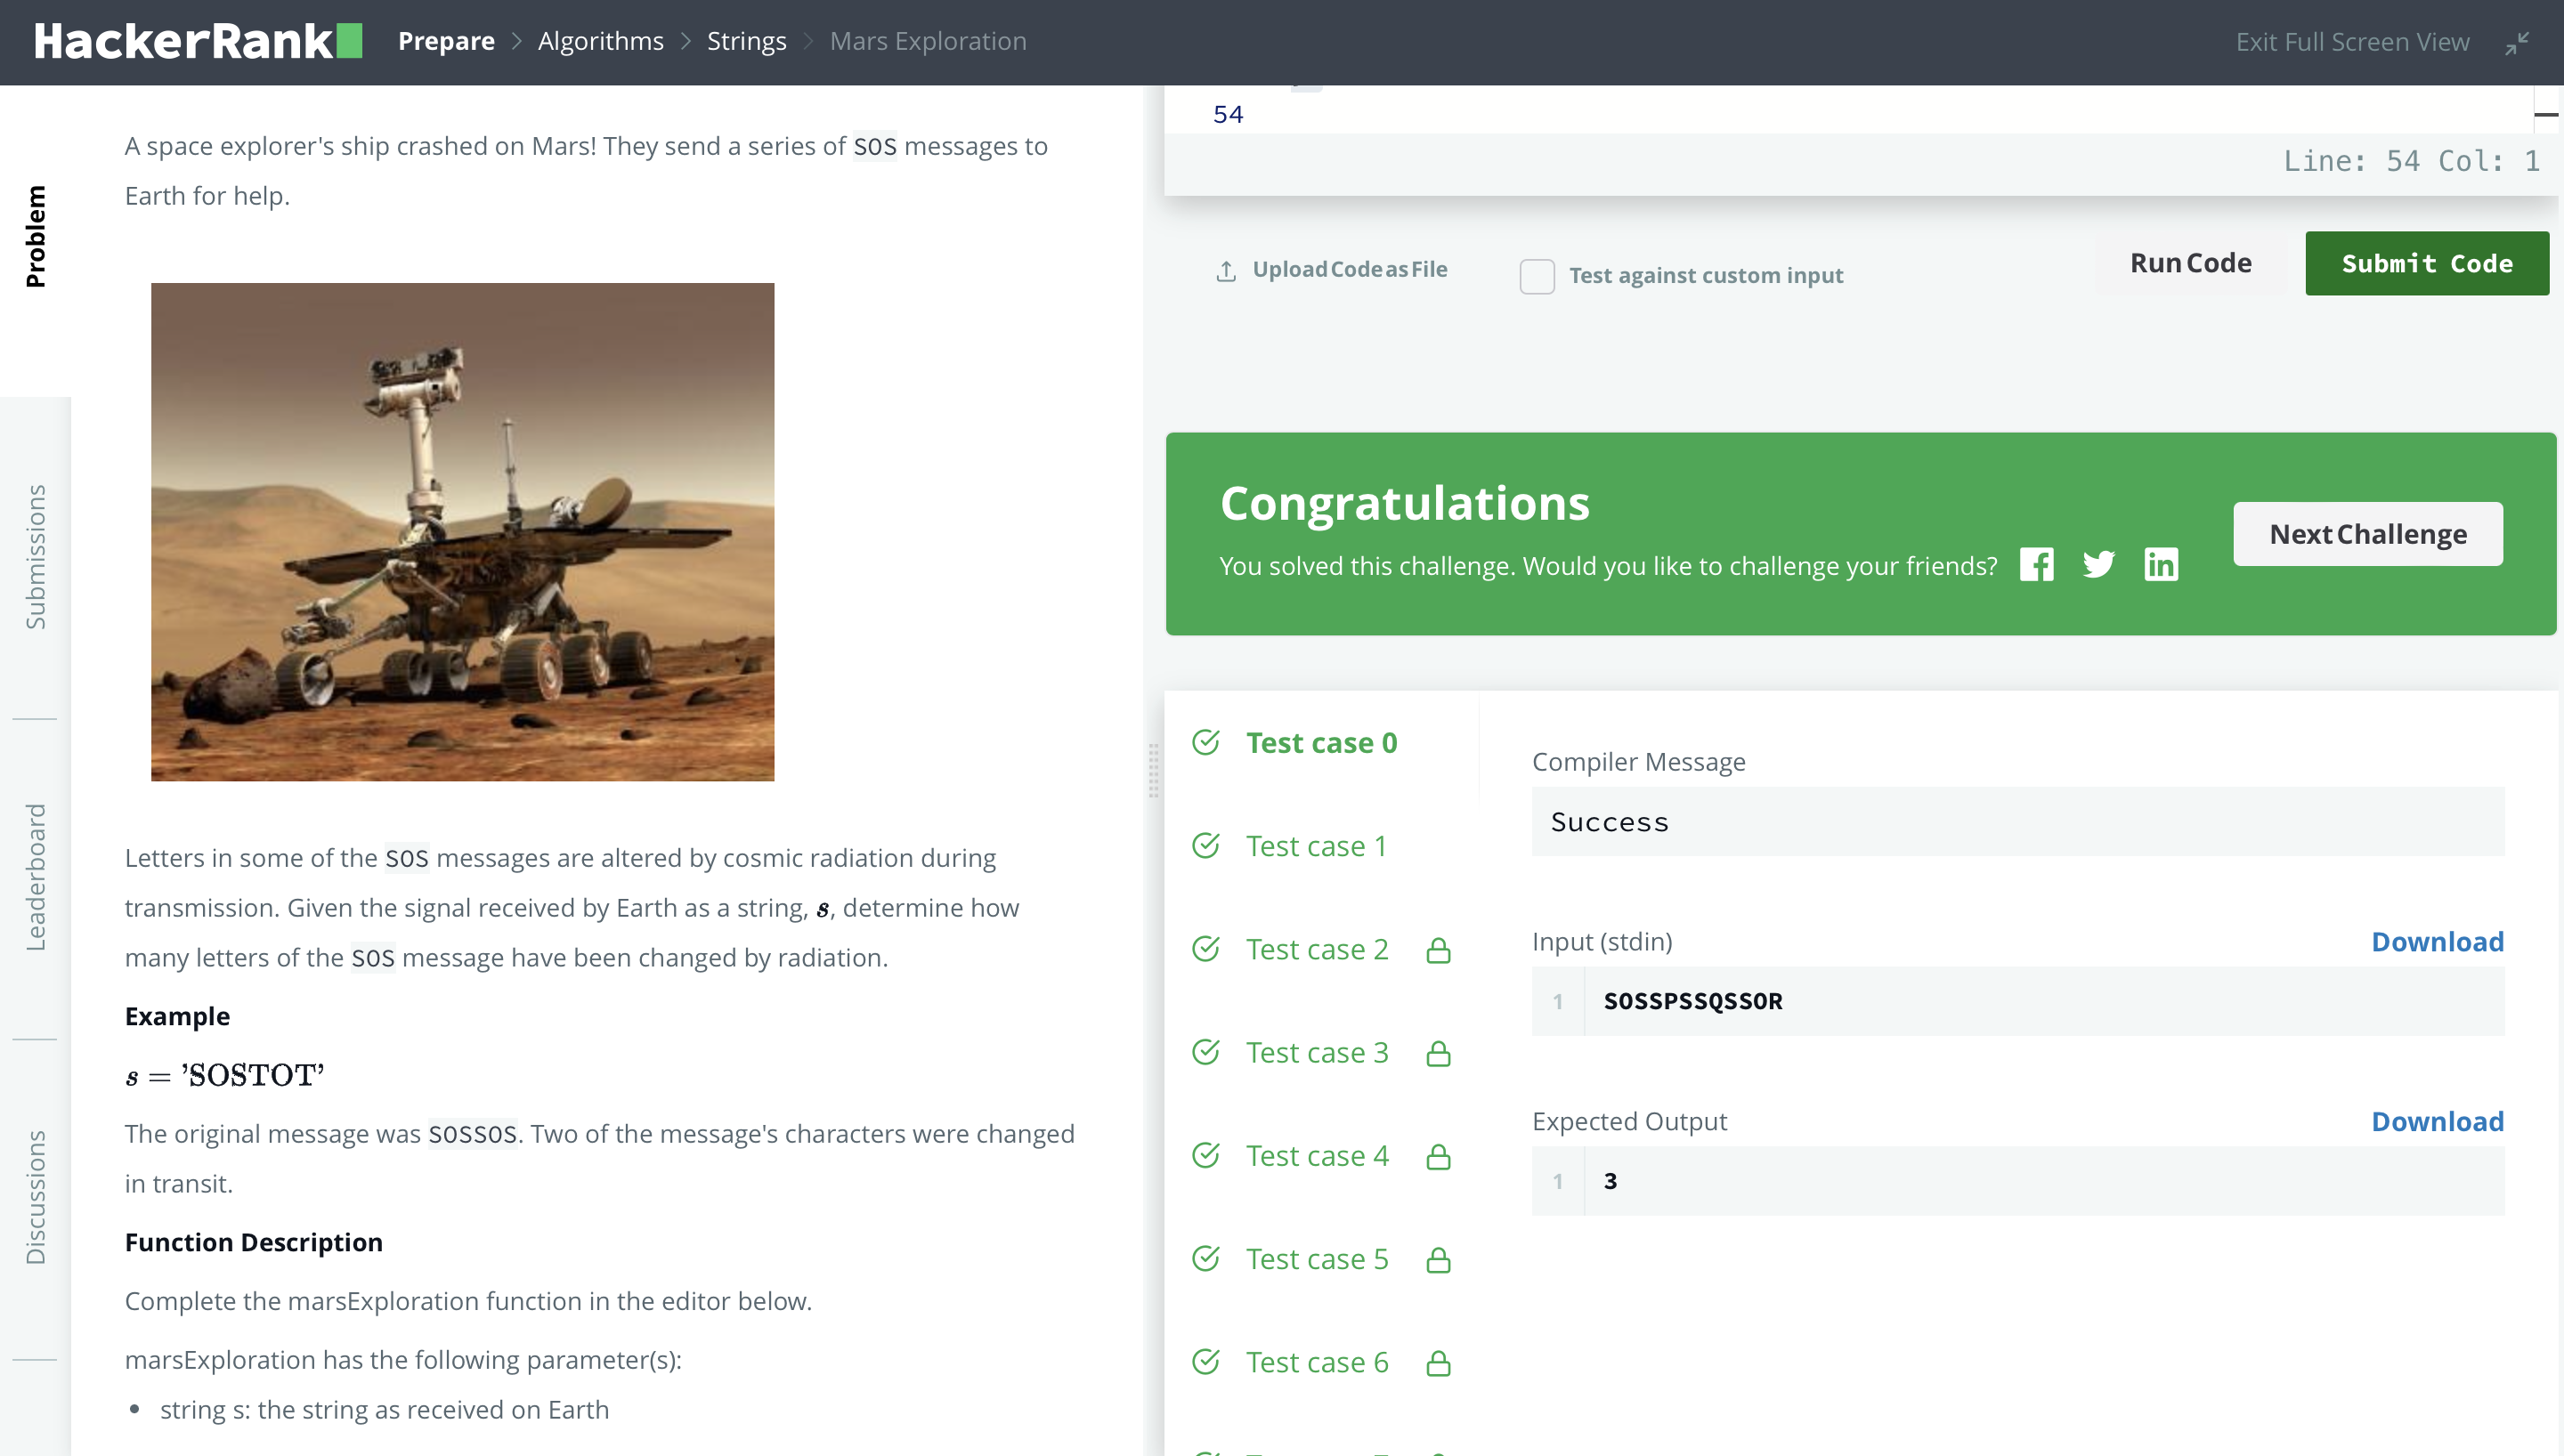 HackerRank
Prepare > Algorithms > Strings > Mars Exploration
Exit Full Screen View
Problem
Submissions
Leaderboard
Discussions
A space explorer's ship crashed on Mars! They send a series of SOS messages to
Earth for help.
Letters in some of the SOS messages are altered by cosmic radiation during
transmission. Given the signal received by Earth as a string, s, determine how
many letters of the SOS message have been changed by radiation.
Example
s = 'SOSTOT'
The original message was SOSSOS. Two of the message's characters were changed
in transit.
Function Description
Complete the marsExploration function in the editor below.
marsExploration has the following parameter(s):
• string s: the string as received on Earth
54
Line: 54 Col: 1
Upload Code as File
Test against custom input
Run Code
Submit Code
Congratulations
You solved this challenge. Would you like to challenge your friends?
Next Challenge
Test case 0
Test case 1
Test case 2
Test case 3
Test case 4
Test case 5
Test case 6
Compiler Message
Success
Input (stdin)
Download
1 SOSSPSSQSSOR
Expected Output
Download
1 3